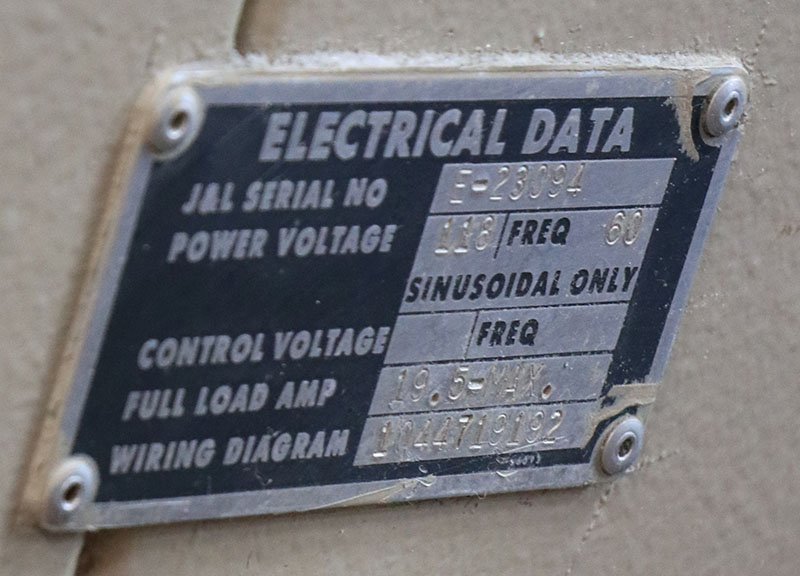 ELECTRICAL DATA
J&L SERIAL NO E-23094
POWER VOLTAGE 118 FREQ 60
SINUSOIDAL ONLY
CONTROL VOLTAGE FREQ
FULL LOAD AMP 19.5-MAX.
WIRING DIAGRAM 1044719192